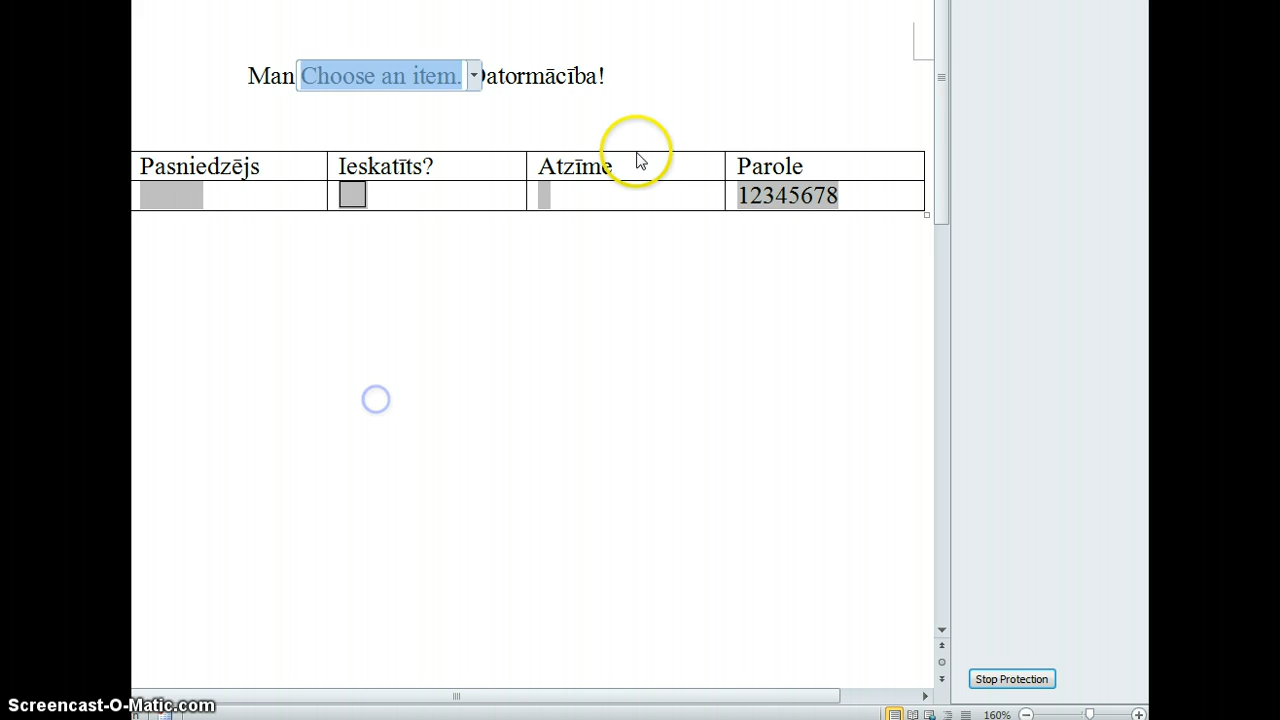 Man Choose an item. Datormācība!
Pasniedzējs Ieskatīts? Atzīme Parole
12345678
Stop Protection
160%
Screencast-O-Matic.com